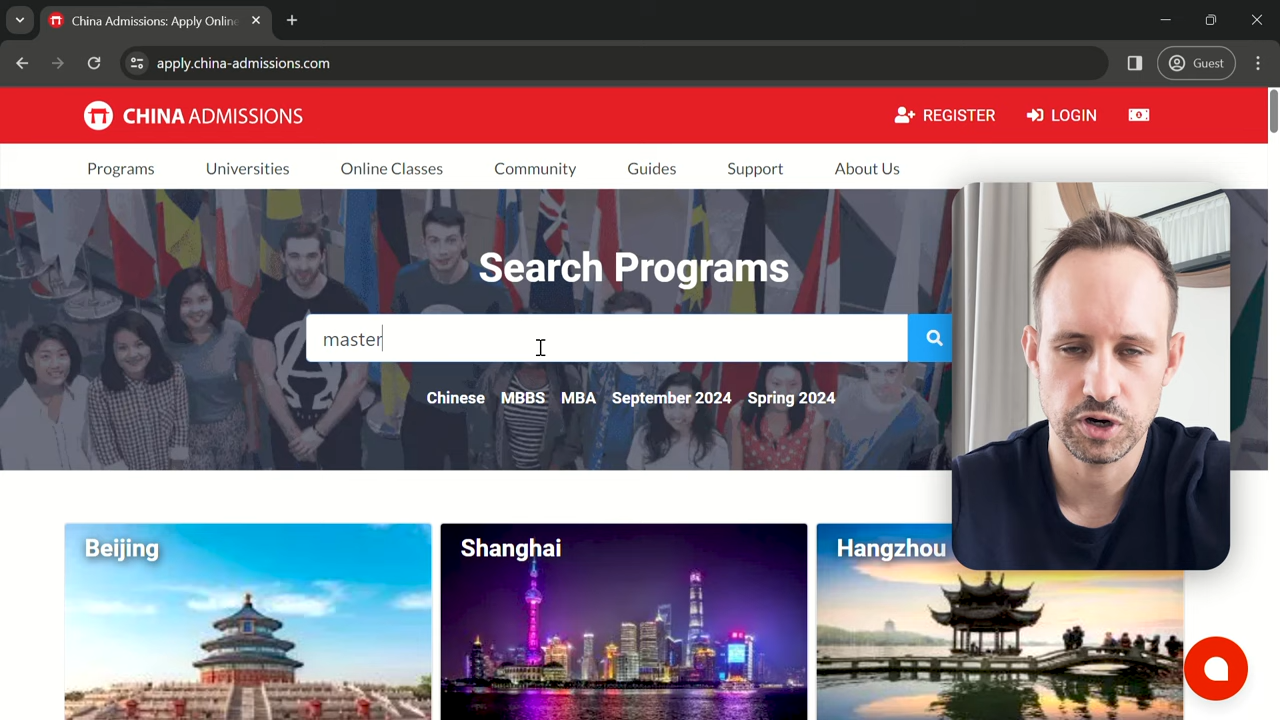 China Admissions: Apply Online
apply.china-admissions.com
Guest
CHINA ADMISSIONS
REGISTER
LOGIN
Programs
Universities
Online Classes
Community
Guides
Support
About Us
Search Programs
master
Chinese
MBBS
MBA
September 2024
Spring 2024
Beijing
Shanghai
Hangzhou